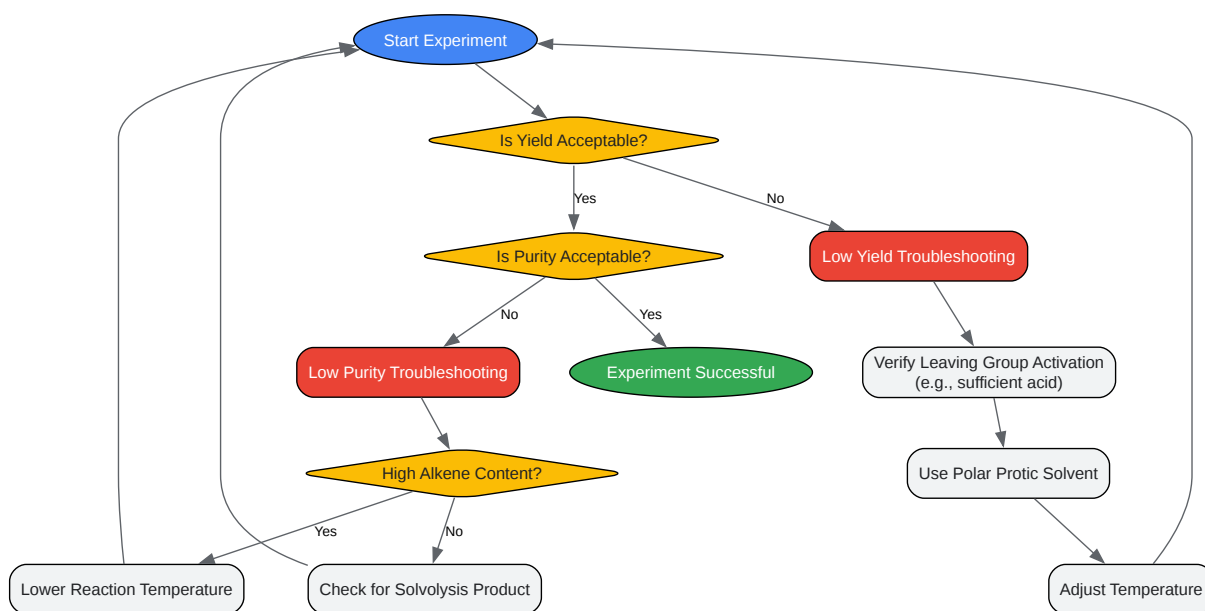 Start Experiment
Is Yield Acceptable?
Yes
No
Is Purity Acceptable?
Low Yield Troubleshooting
No
Yes
Low Purity Troubleshooting
Experiment Successful
Verify Leaving Group Activation
(e.g., sufficient acid)
High Alkene Content?
Use Polar Protic Solvent
Yes
No
Lower Reaction Temperature
Check for Solvolysis Product
Adjust Temperature